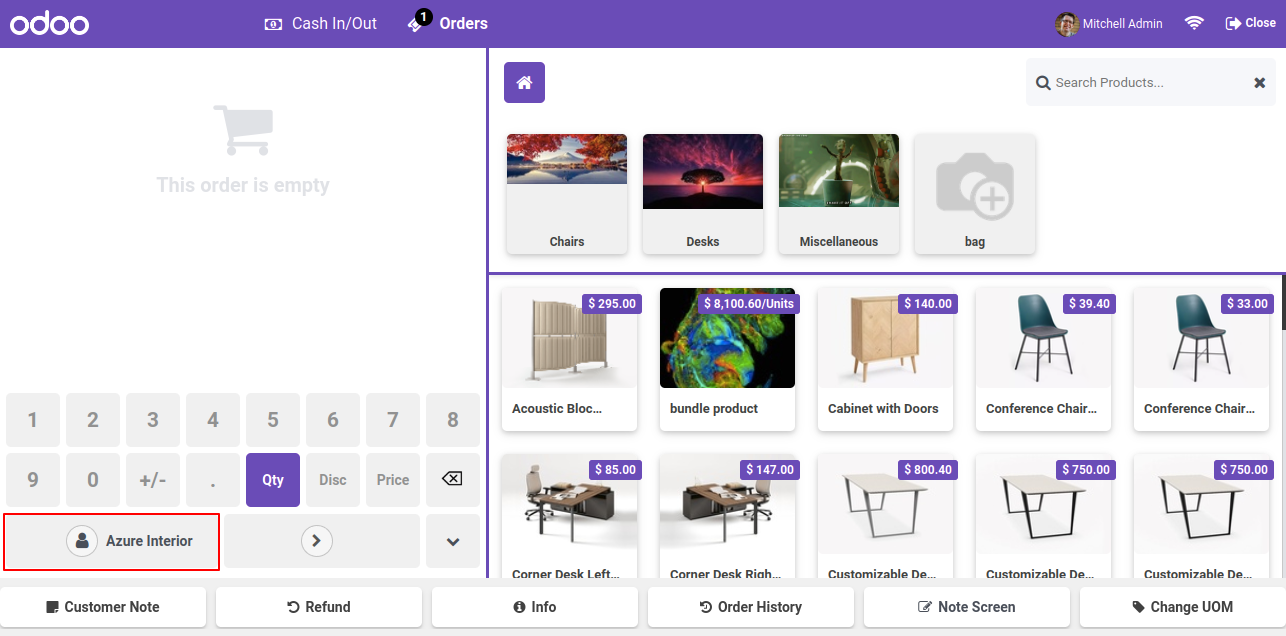 odoo
Cash In/Out
1
Orders
Mitchell Admin
Close
This order is empty
Search Products...
Chairs
Desks
Miscellaneous
bag
$ 295.00
$ 8,100.60/Units
$ 140.00
$ 39.40
$ 33.00
Acoustic Bloc...
bundle product
Cabinet with Doors
Conference Chair...
Conference Chair...
1 2 3 4 5 6 7 8
9 0 +/- . Qty Disc Price
$ 85.00
$ 147.00
$ 800.40
$ 750.00
$ 750.00
Azure Interior
Corner Desk Left...
Corner Desk Righ...
Customizable De...
Customizable De...
Customizable De...
Customer Note
Refund
Info
Order History
Note Screen
Change UOM